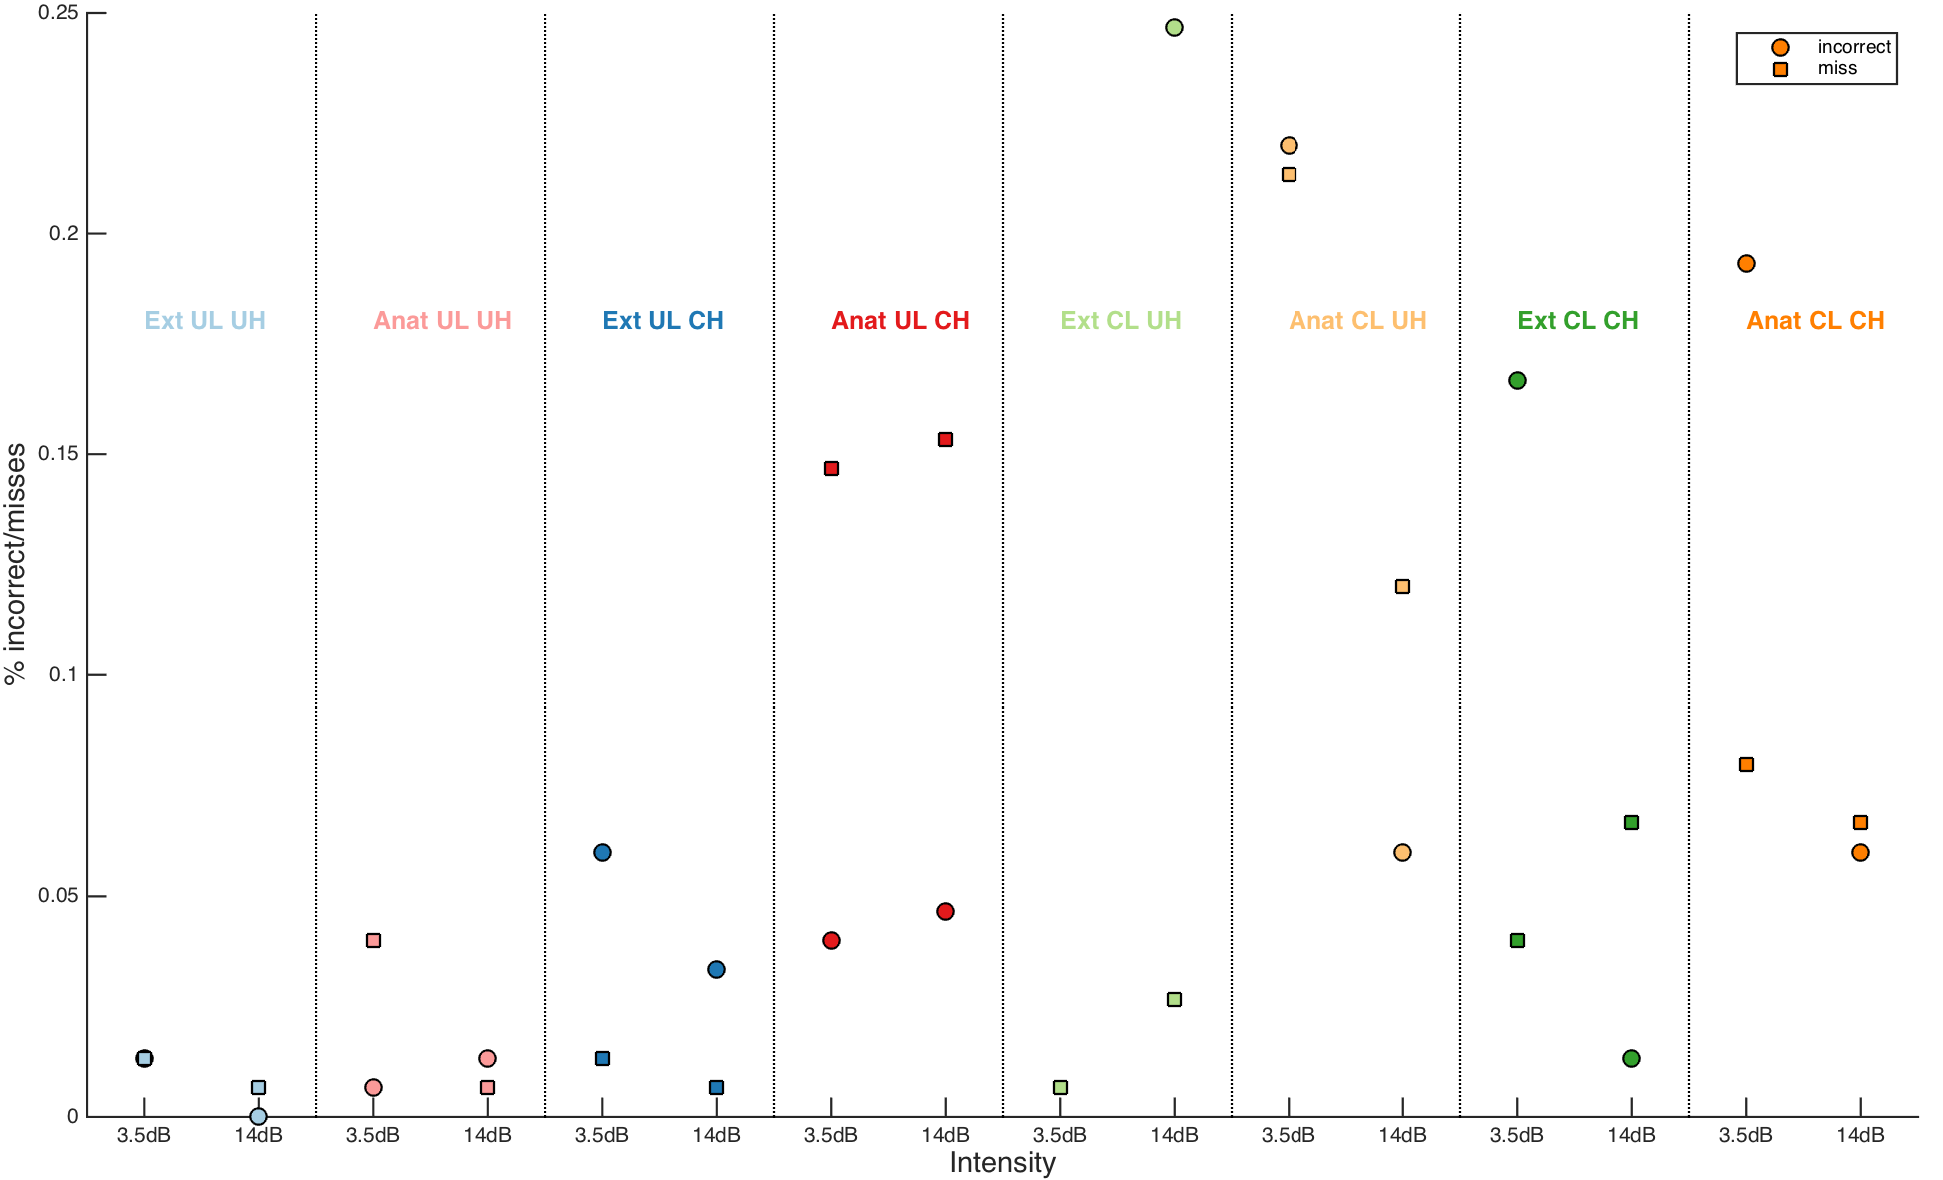 0.25
incorrect
miss
0.2
Ext UL UH Anat UL UH Ext UL CH Anat UL CH Ext CL UH Anat CL UH Ext CL CH Anat CL CH
0.15
0.1
0.05
0
% incorrect/misses
3.5dB 14dB 3.5dB 14dB 3.5dB 14dB 3.5dB 14dB 3.5dB 14dB 3.5dB 14dB 3.5dB 14dB 3.5dB 14dB
Intensity